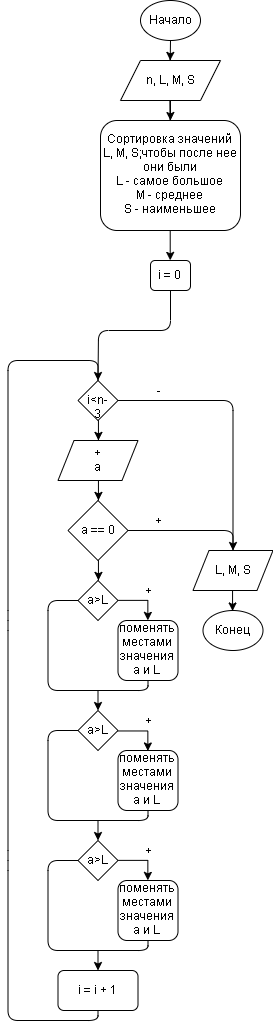 Начало
n, L, M, S
Сортировка значений
L, M, S;чтобы после нее
они были
L - самое большое
M - среднее
S - наименьшее
i = 0
i<n-
3
-
+
a
a == 0
+
L, M, S
Конец
a>L
+
поменять
местами
значения
a и L
a>L
+
поменять
местами
значения
a и L
a>L
+
поменять
местами
значения
a и L
i = i + 1